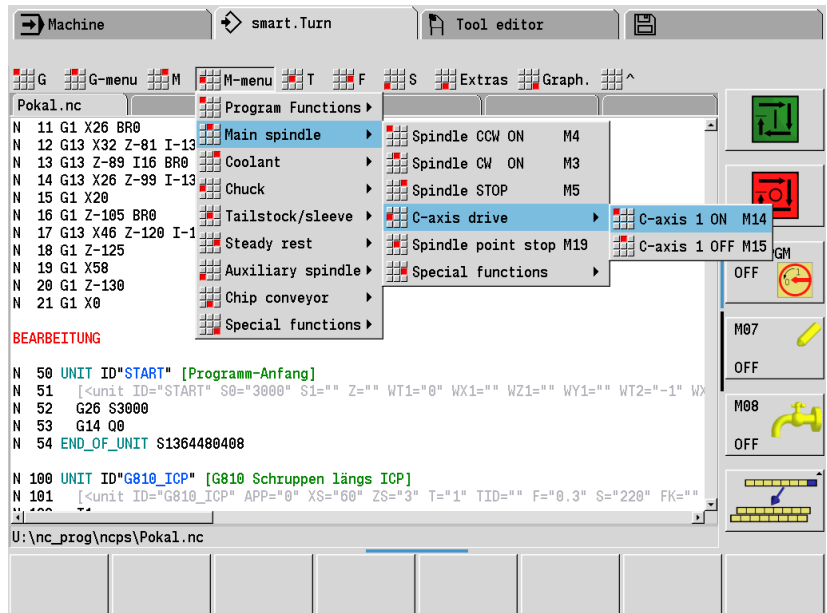 Machine smart.Turn Tool editor
G G-menu M M-menu T F S Extras Graph. ^
Pokal.nc
N 11 G1 X26 BR0
N 12 G13 X32 Z-81 I-13
N 13 G13 Z-89 I16 BR0
N 14 G13 X26 Z-99 I-13
N 15 G1 X20
N 16 G1 Z-105 BR0
N 17 G13 X46 Z-120 I-1
N 18 G1 Z-125
N 19 G1 X58
N 20 G1 Z-130
N 21 G1 X0
BEARBEITUNG
N 50 UNIT ID"START" [Programm-Anfang]
N 51 [<unit ID="START" S0="3000" S1="" Z="" WT1="0" WX1="" WZ1="" WY1="" WT2="-1" WX
N 52 G26 S3000
N 53 G14 Q0
N 54 END_OF_UNIT S1364480408
N 100 UNIT ID"G810_ICP" [G810 Schruppen längs ICP]
N 101 [<unit ID="G810_ICP" APP="0" XS="60" ZS="3" T="1" TID="" F="0.3" S="220" FK=""
U:\nc_prog\ncps\Pokal.nc
Program Functions
Main spindle
Coolant
Chuck
Tailstock/sleeve
Steady rest
Auxiliary spindle
Chip conveyor
Special functions
Spindle CCW ON M4
Spindle CW ON M3
Spindle STOP M5
C-axis drive
Spindle point stop M19
Special functions
C-axis 1 ON M14
C-axis 1 OFF M15
OFF
M07
OFF
M08
OFF